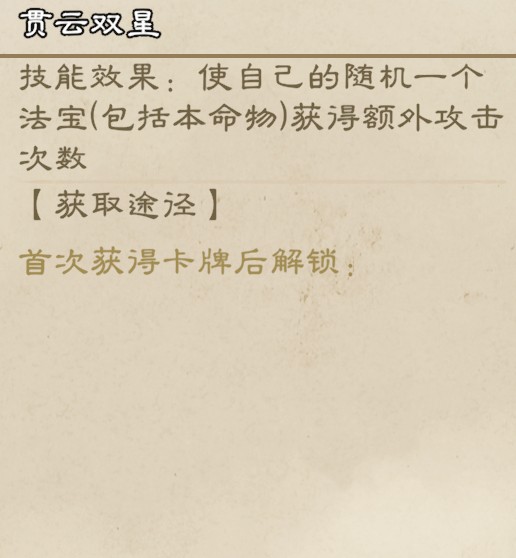 贯云双星
技能效果：使自己的随机一个
法宝(包括本命物)获得额外攻击
次数
【获取途径】
首次获得卡牌后解锁；